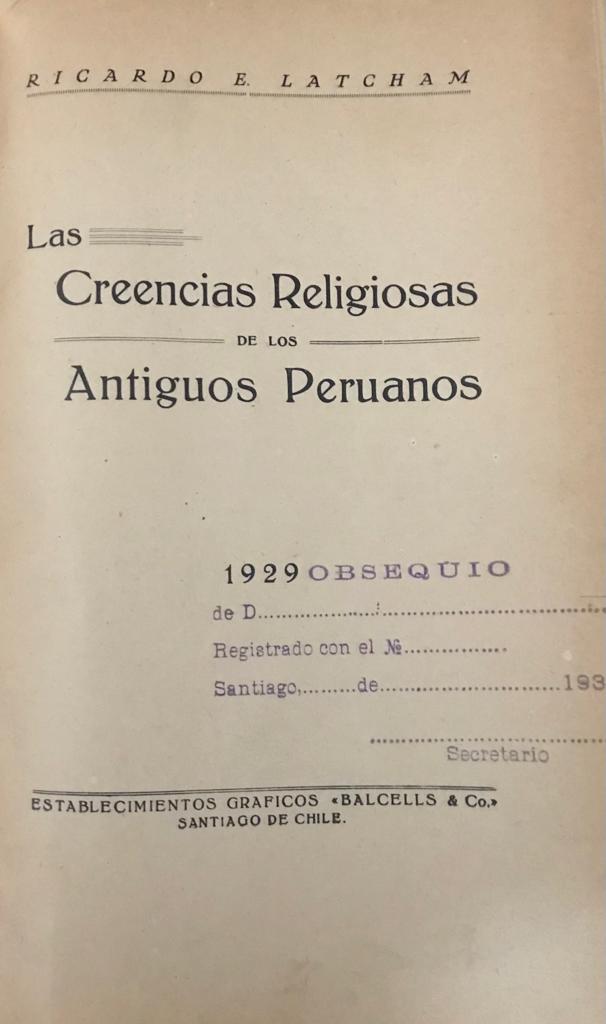 RICARDO E. LATCHAM
Las
Creencias Religiosas
DE LOS
Antiguos Peruanos
1929 OBSEQUIO
de D..................:..............................
Registrado con el №................
Santiago,.........de............................193
....................................
Secretario
ESTABLECIMIENTOS GRAFICOS «BALCELLS & Co.»
SANTIAGO DE CHILE.